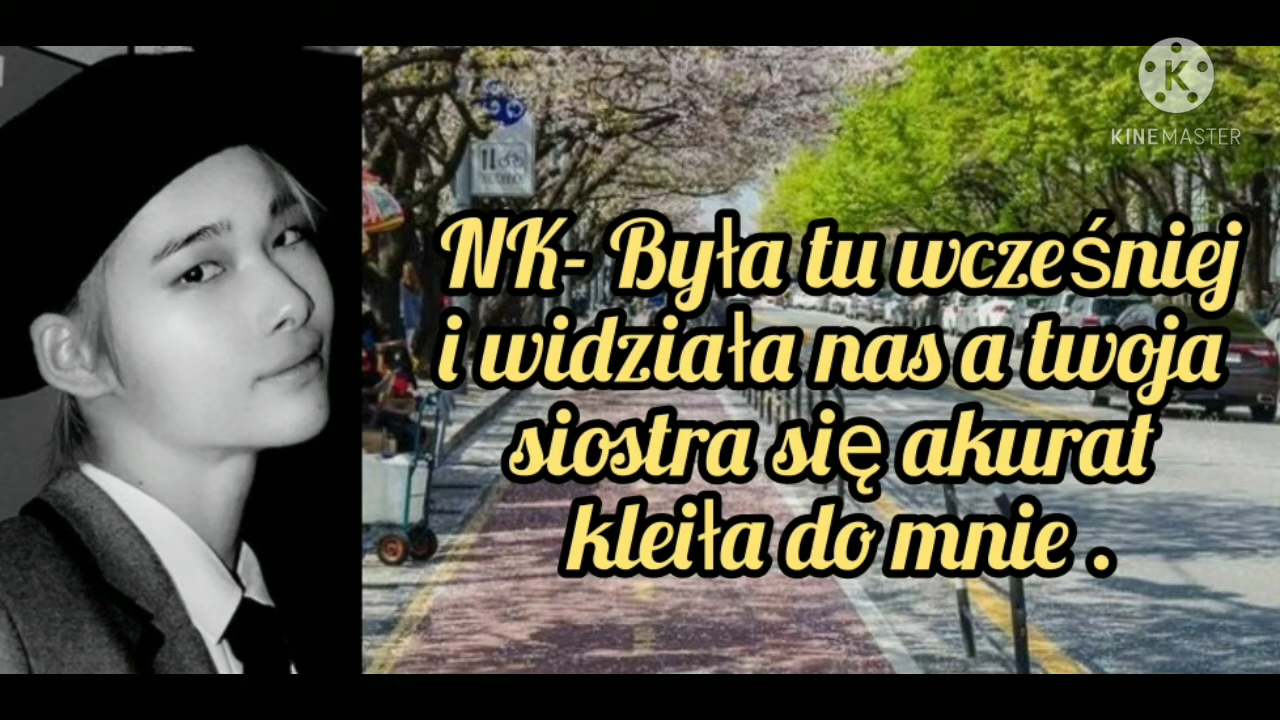 KINEMASTER
NK- Była tu wcześniej
i widziała nas a twoja
siostra się akurat
kleiła do mnie .